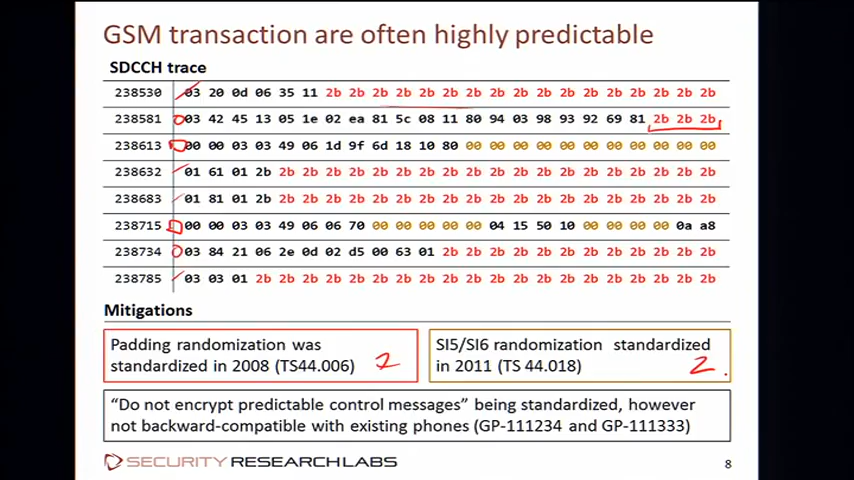 GSM transaction are often highly predictable
SDCCH trace
238530 03 20 0d 06 35 11 2b 2b 2b 2b 2b 2b 2b 2b 2b 2b 2b 2b 2b 2b 2b 2b 2b
238581 03 42 45 13 05 1e 02 ea 81 5c 08 11 80 94 03 98 93 92 69 81 2b 2b 2b
238613 00 00 03 03 49 06 1d 9f 6d 18 10 80 00 00 00 00 00 00 00 00 00 00 00
238632 01 61 01 2b 2b 2b 2b 2b 2b 2b 2b 2b 2b 2b 2b 2b 2b 2b 2b 2b 2b 2b 2b
238683 01 81 01 2b 2b 2b 2b 2b 2b 2b 2b 2b 2b 2b 2b 2b 2b 2b 2b 2b 2b 2b 2b
238715 00 00 03 03 49 06 06 70 00 00 00 00 00 04 15 50 10 00 00 00 00 0a a8
238734 03 84 21 06 2e 0d 02 d5 00 63 01 2b 2b 2b 2b 2b 2b 2b 2b 2b 2b 2b 2b
238785 03 03 01 2b 2b 2b 2b 2b 2b 2b 2b 2b 2b 2b 2b 2b 2b 2b 2b 2b 2b 2b 2b
Mitigations
Padding randomization was
standardized in 2008 (TS44.006)
1
SI5/SI6 randomization standardized
in 2011 (TS 44.018)
2
“Do not encrypt predictable control messages” being standardized, however
not backward-compatible with existing phones (GP-111234 and GP-111333)
SECURITY RESEARCH LABS
8